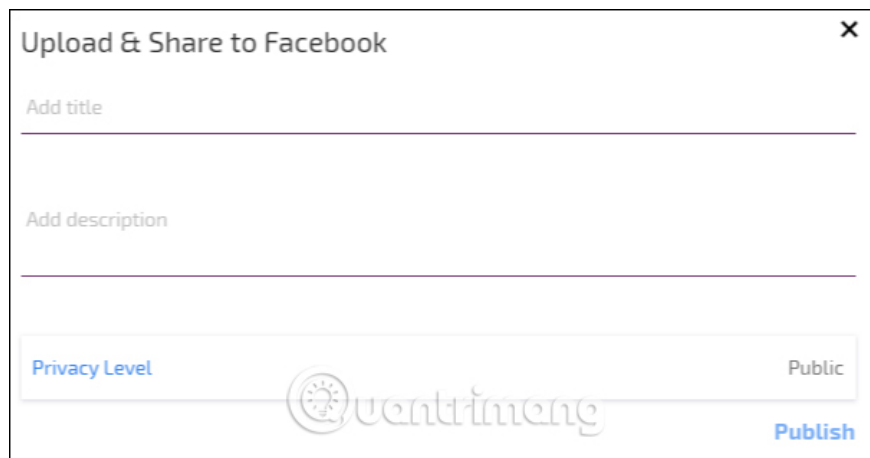 Upload & Share to Facebook
Add title
Add description
Privacy Level Public
Quantrimang
Publish